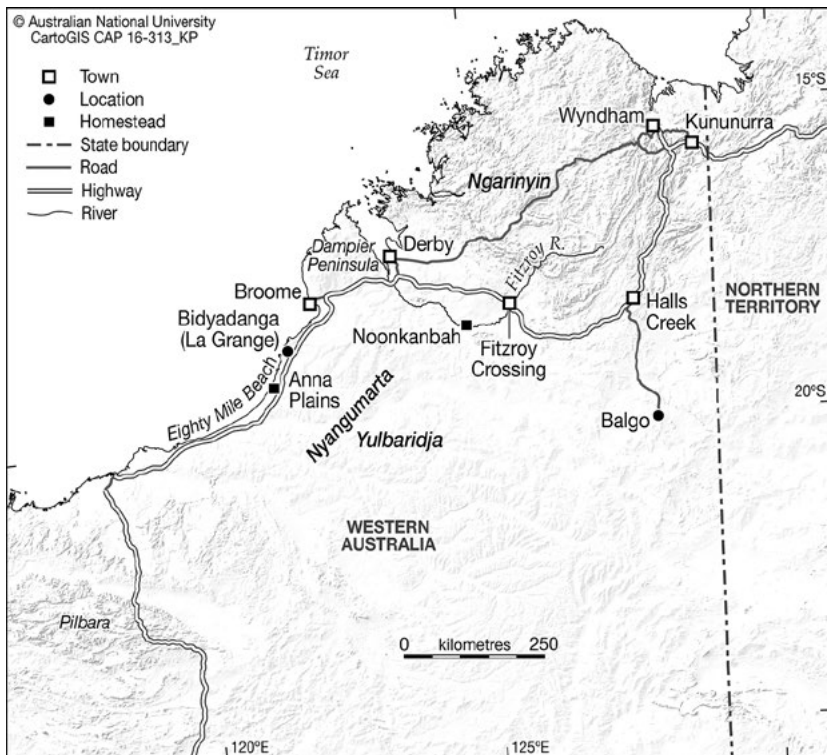 © Australian National University
CartoGIS CAP 16-313_KP
Town
Location
Homestead
State boundary
Road
Highway
River
Timor
Sea
15°S
Wyndham
Kununurra
Ngarinyin
Dampier
Peninsula
Derby
Fitzroy R.
NORTHERN
TERRITORY
Broome
Halls
Creek
Bidyadanga
(La Grange)
Noonkanbah
Fitzroy
Crossing
Anna
Plains
Eighty Mile Beach
Nyangumarta
Yulbaridja
20°S
Balgo
WESTERN
AUSTRALIA
Pilbara
0 kilometres 250
120°E
125°E